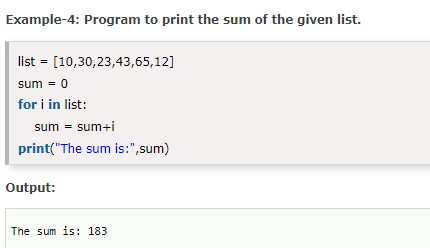 Example-4: Program to print the sum of the given list.
list = [10,30,23,43,65,12]
sum = 0
for i in list:
    sum = sum+i
print("The sum is:",sum)
Output:
The sum is: 183